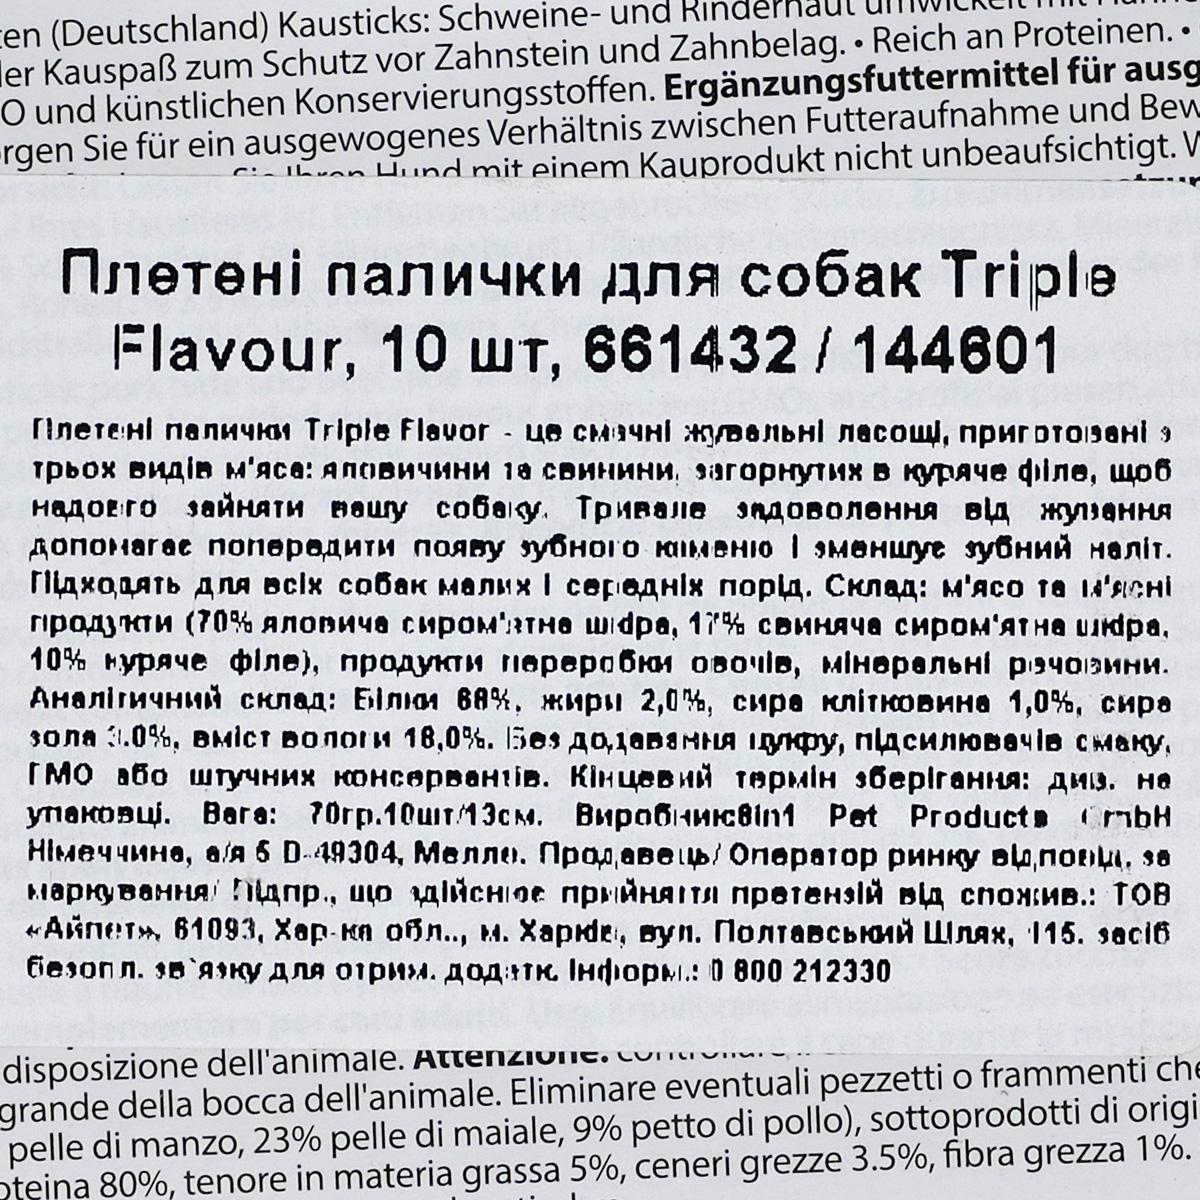 ten (Deutschland) Kausticks: Schweine- und Rinderhaut umwickelt mit
der Kauspaß zum Schutz vor Zahnstein und Zahnbelag. • Reich an Proteinen. •
O und künstlichen Konservierungsstoffen. Ergänzungsfuttermittel für ausg
rgen Sie für ein ausgewogenes Verhältnis zwischen Futteraufnahme und Bew
Sie Ihren Hund mit einem Kauprodukt nicht unbeaufsichtigt.
Плетені палички для собак Triple
Flavour, 10 шт, 661432 / 144601
Плетені палички Triple Flavor - це смачні жувальні ласощі, приготовані з
трьох видів м'яса: яловичини та свинини, загорнутих в куряче філе, щоб
надовго зайняти вашу собаку. Тривале задоволення від жування
допомагає попередити появу зубного каменю і зменшує зубний наліт.
Підходять для всіх собак малих і середніх порід. Склад: м'ясо та м'ясні
продукти (70% яловича сиром'ятна шкіра, 17% свиняча сиром'ятна шкіра,
10% куряче філе), продукти переробки овочів, мінеральні речовини.
Аналітичний склад: Білки 68%, жири 2,0%, сира клітковина 1,0%, сира
зола 3.0%, вміст вологи 18,0%. Без додавання цукру, підсилювачів смаку,
ГМО або штучних консервантів. Кінцевий термін зберігання: див. на
упаковці. Вага: 70гр.10шт/13см. Виробник:8in1 Pet Products GmbH
Німеччина, а/я 5 D-49304, Мелле. Продавець/ Оператор ринку відповід. за
маркування/ Підпр., що здійснює прийняття претензій від спожив.: ТОВ
«Айпет», 61093, Хар-ка обл.., м. Харків, вул. Полтавський Шлях, 115. засіб
безопл. зв`язку для отрим. додатк. Інформ.: 0 800 212330
disposizione dell'animale. Attenzione: controllare
grande della bocca dell'animale. Eliminare eventuali pezzetti o frammenti che
pelle di manzo, 23% pelle di maiale, 9% petto di pollo), sottoprodotti di origi
oteina 80%, tenore in materia grassa 5%, ceneri grezze 3.5%, fibra grezza 1%.